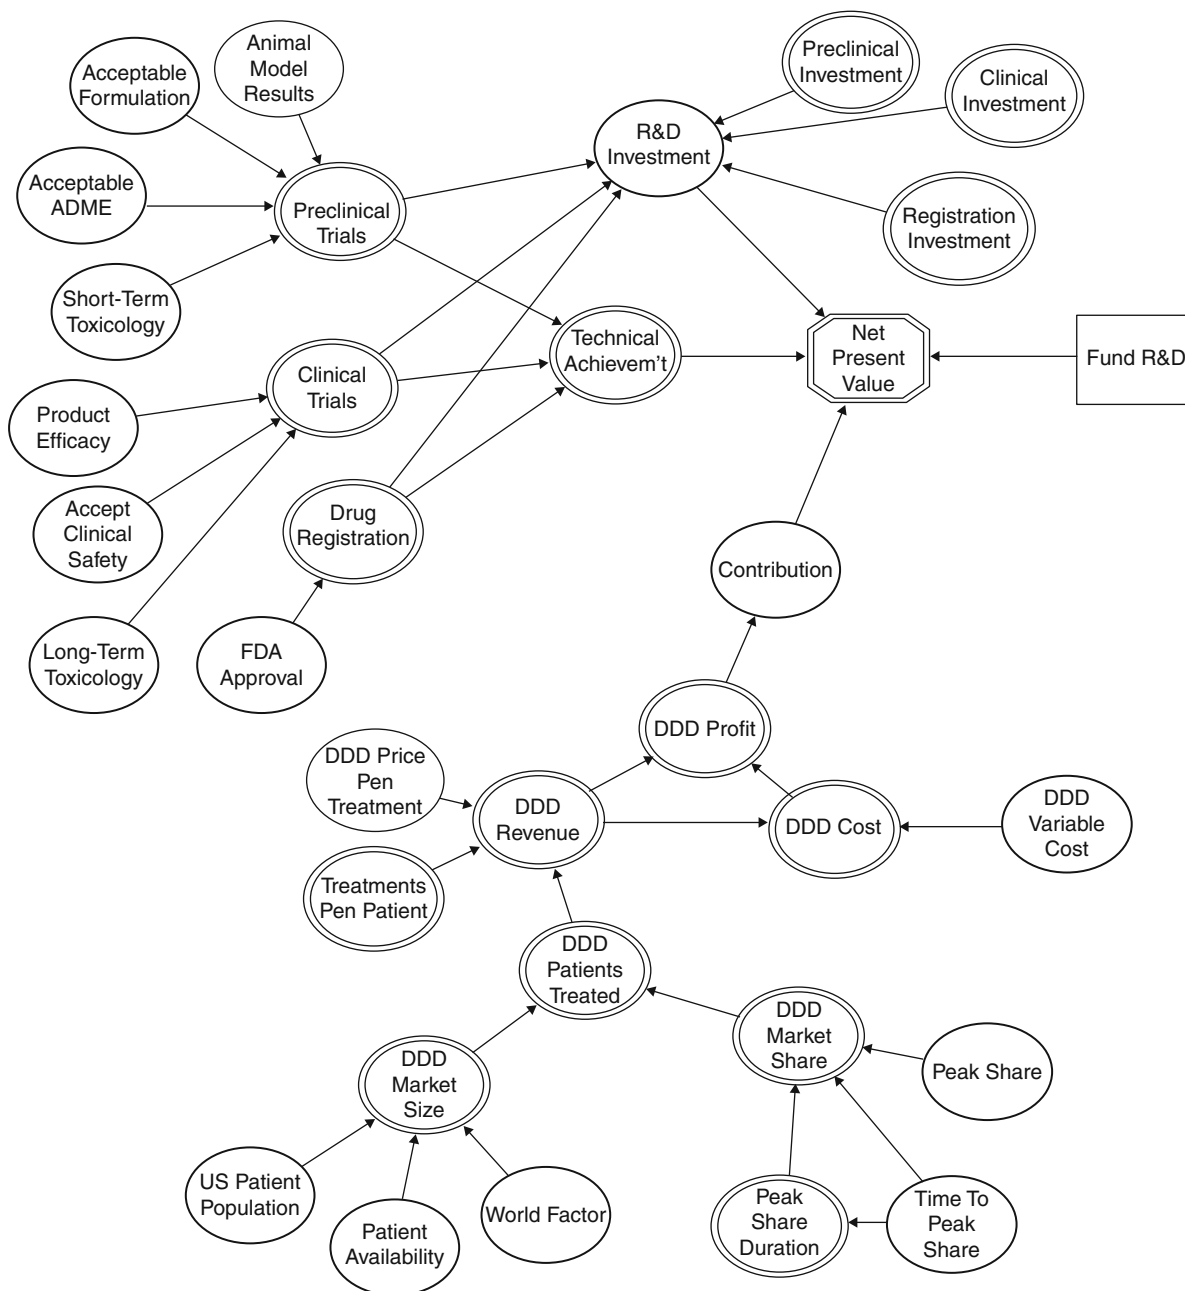 Animal
Model
Results
Acceptable
Formulation
Preclinical
Investment
Clinical
Investment
R&D
Investment
Acceptable
ADME
Preclinical
Trials
Registration
Investment
Short-Term
Toxicology
Technical
Achievem't
Net
Present
Value
Fund R&D
Clinical
Trials
Product
Efficacy
Accept
Clinical
Safety
Drug
Registration
Contribution
Long-Term
Toxicology
FDA
Approval
DDD Profit
DDD Price
Pen
Treatment
DDD
Revenue
DDD Cost
DDD
Variable
Cost
Treatments
Pen Patient
DDD
Patients
Treated
DDD
Market
Share
Peak Share
DDD
Market
Size
US Patient
Population
Patient
Availability
World Factor
Peak
Share
Duration
Time To
Peak
Share